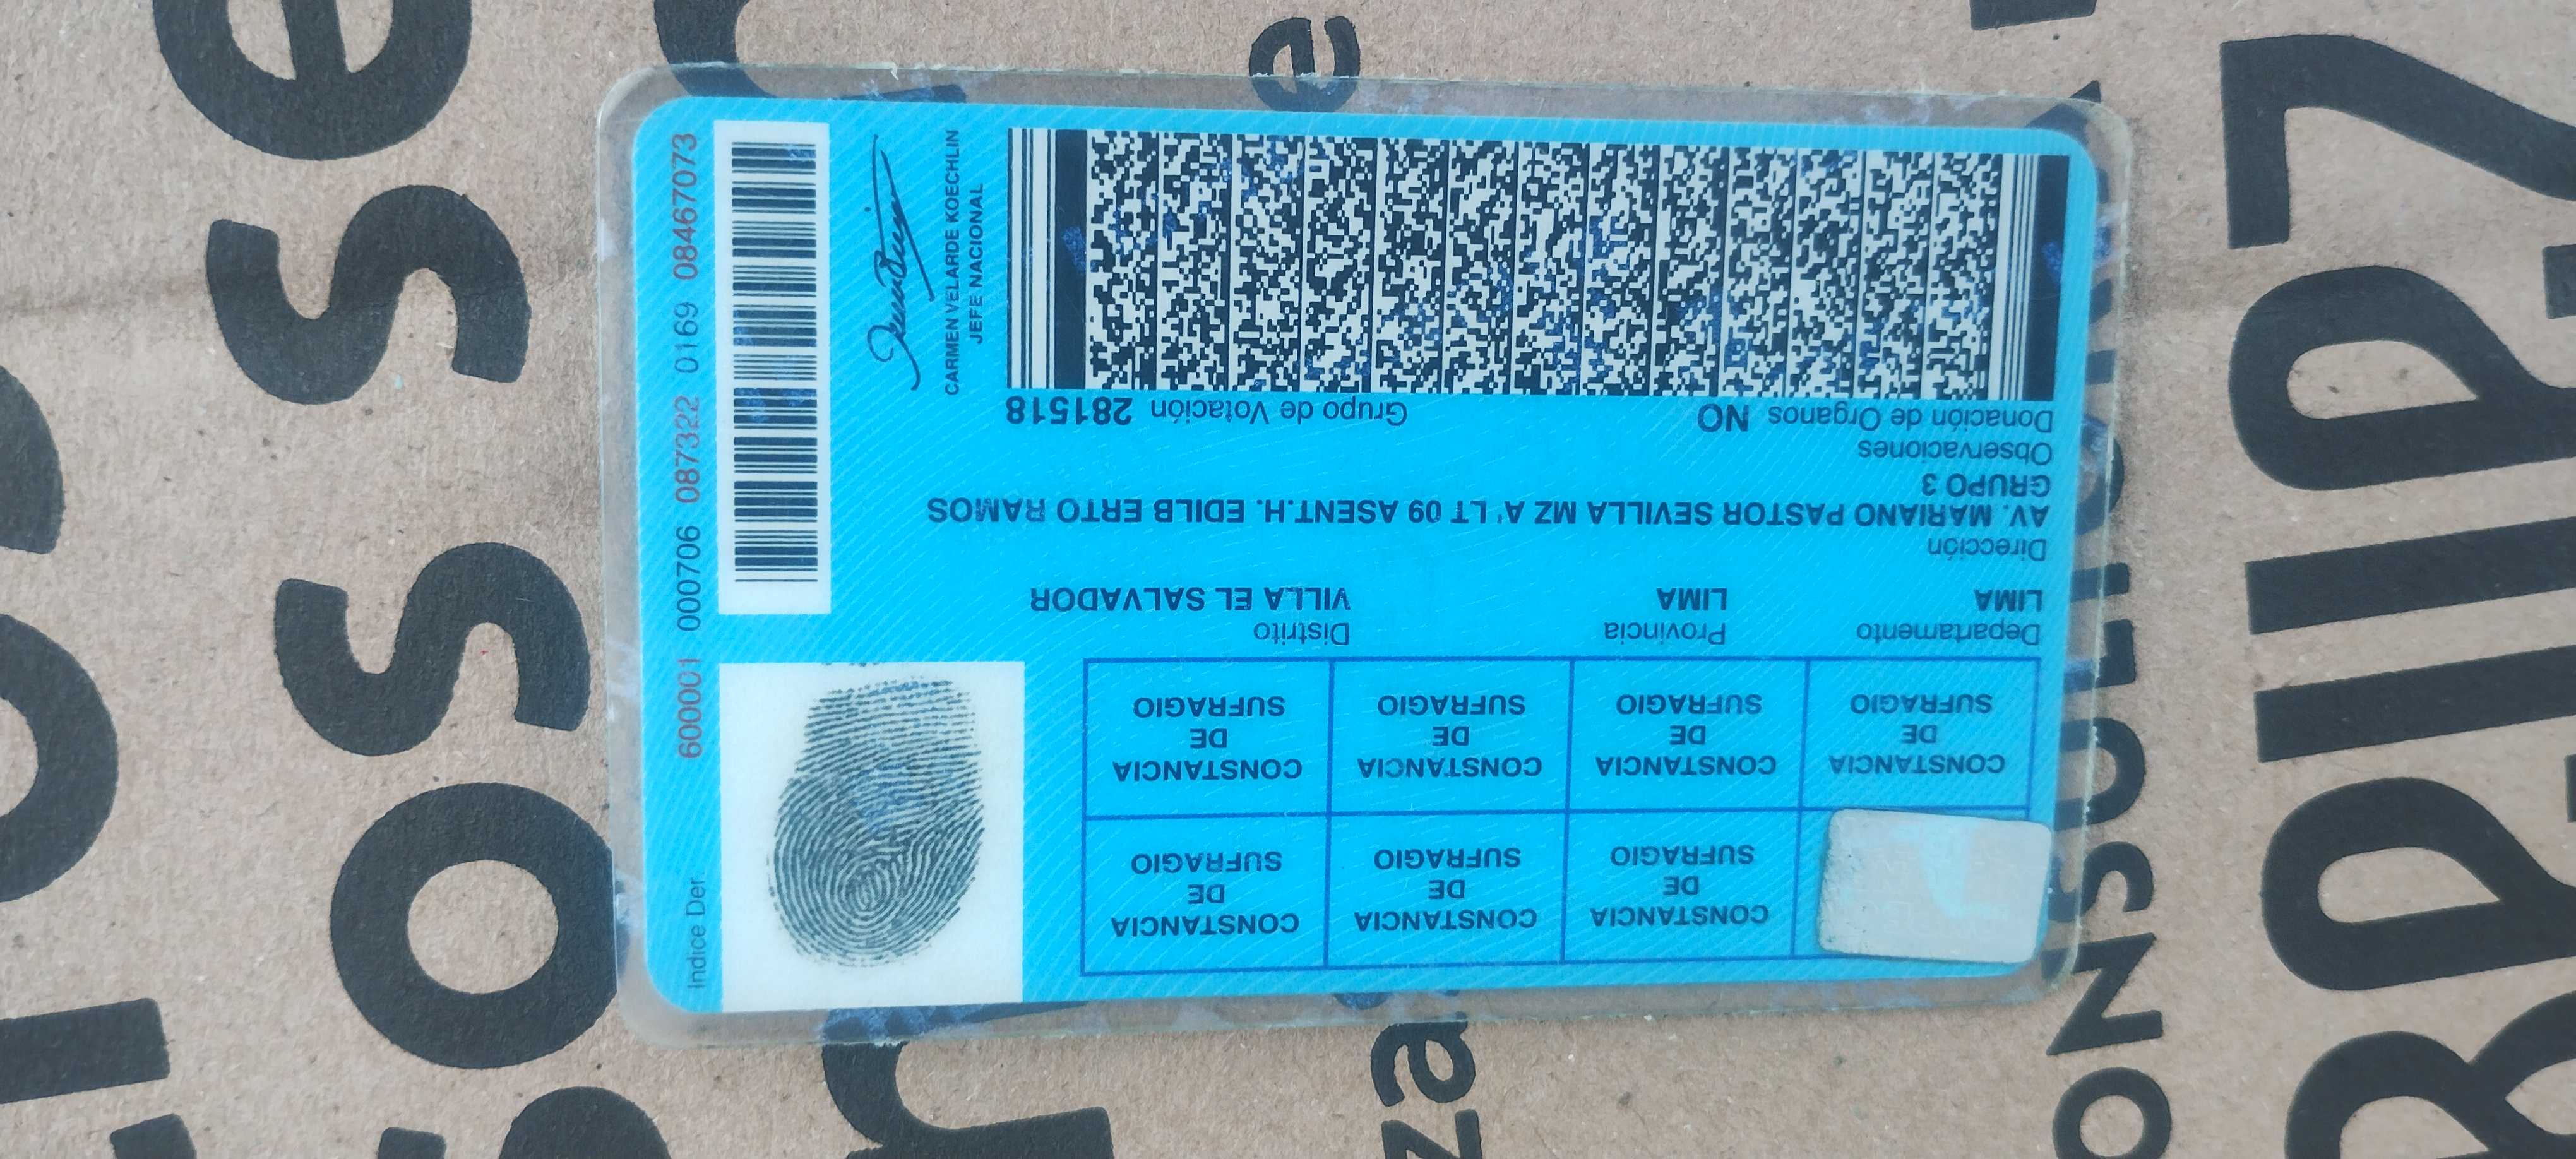 CONSTANCIA DE SUFRAGIO
CONSTANCIA DE SUFRAGIO
CONSTANCIA DE SUFRAGIO
CONSTANCIA DE SUFRAGIO
CONSTANCIA DE SUFRAGIO
CONSTANCIA DE SUFRAGIO
CONSTANCIA DE SUFRAGIO
Departamento Provincia Distrito
LIMA LIMA VILLA EL SALVADOR
Dirección
AV. MARIANO PASTOR SEVILLA MZ A' LT 09 ASENT.H. EDILB ERTO RAMOS
GRUPO 3
Observaciones
Donación de Organos NO Grupo de Votación 281518
Indice Der
600001 000706 087322 0169 08467073
CARMEN VELARDE KOECHLIN
JEFE NACIONAL